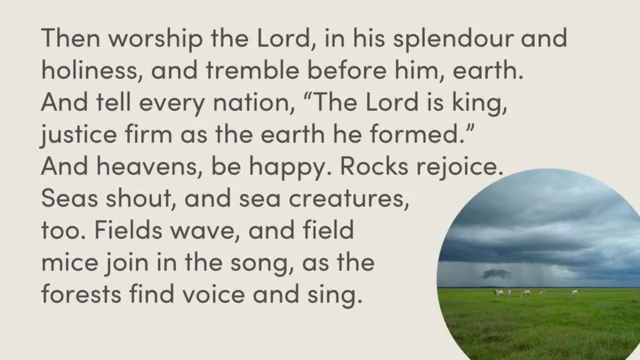 Then worship the Lord, in his splendour and
holiness, and tremble before him, earth.
And tell every nation, “The Lord is king,
justice firm as the earth he formed.”
And heavens, be happy. Rocks rejoice.
Seas shout, and sea creatures,
too. Fields wave, and field
mice join in the song, as the
forests find voice and sing.